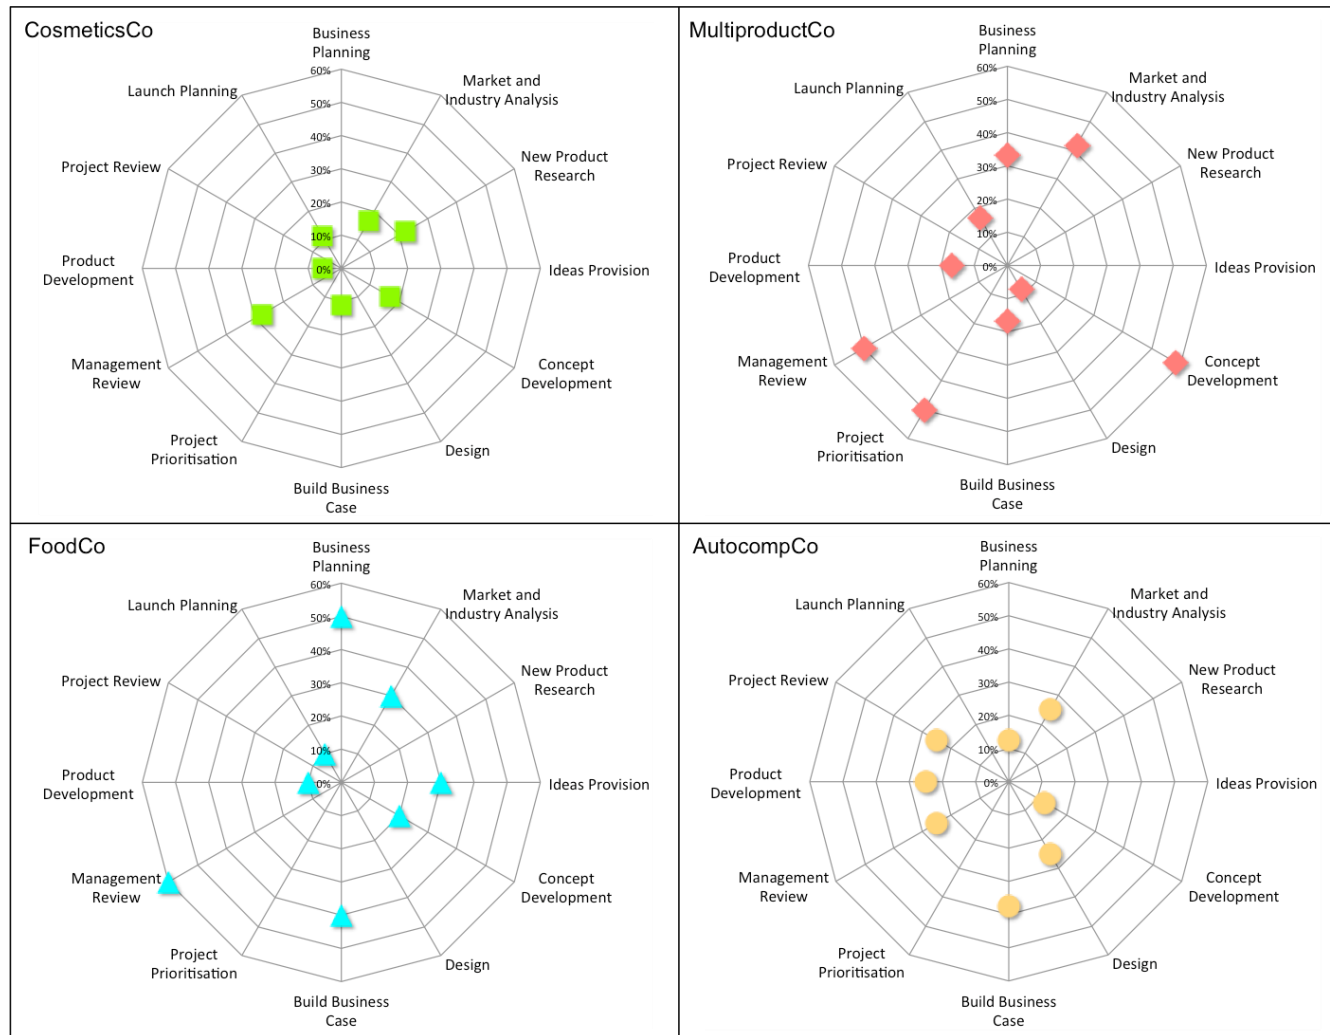 CosmeticsCo
Business
Planning
60%
50%
40%
30%
20%
10%
0%
Market and
Industry Analysis
New Product
Research
Ideas Provision
Concept
Development
Design
Build Business
Case
Project
Prioritisation
Management
Review
Product
Development
Project Review
Launch Planning
MultiproductCo
Business
Planning
60%
50%
40%
30%
20%
10%
0%
Market and
Industry Analysis
New Product
Research
Ideas Provision
Concept
Development
Design
Build Business
Case
Project
Prioritisation
Management
Review
Product
Development
Project Review
Launch Planning
FoodCo
Business
Planning
60%
50%
40%
30%
20%
10%
0%
Market and
Industry Analysis
New Product
Research
Ideas Provision
Concept
Development
Design
Build Business
Case
Project
Prioritisation
Management
Review
Product
Development
Project Review
Launch Planning
AutocompCo
Business
Planning
60%
50%
40%
30%
20%
10%
0%
Market and
Industry Analysis
New Product
Research
Ideas Provision
Concept
Development
Design
Build Business
Case
Project
Prioritisation
Management
Review
Product
Development
Project Review
Launch Planning